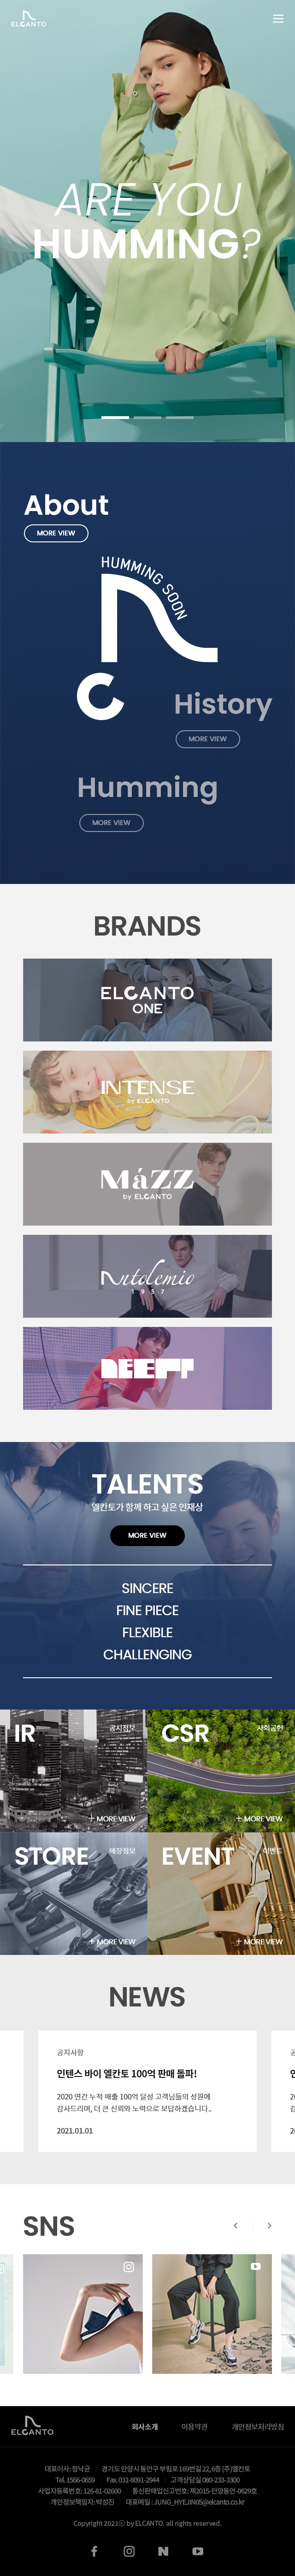 ELCANTO
ARE YOU
HUMMING?
About
MORE VIEW
HUMMING SOON
History
MORE VIEW
Humming
MORE VIEW
BRANDS
ELCANTO
ONE
INTENSE
by ELCANTO
MáZZ
by ELCANTO
1957
TALENTS
엘칸토가 함께 하고 싶은 인재상
MORE VIEW
SINCERE
FINE PIECE
FLEXIBLE
CHALLENGING
IR 공시정보
+ MORE VIEW
CSR 사회공헌
+ MORE VIEW
STORE 매장정보
+ MORE VIEW
EVENT 이벤트
+ MORE VIEW
NEWS
공지사항
인텐스 바이 엘칸토 100억 판매 돌파!
2020 연간 누적 매출 100억 달성 고객님들의 성원에
감사드리며, 더 큰 신뢰와 노력으로 보답하겠습니다..
2021.01.01
SNS
ELCANTO
회사소개 이용약관 개인정보처리방침
대표이사: 정낙균 경기도 안양시 동안구 부림로 169번길 22, 6층 (주)엘칸토
Tel. 1566-0659 Fax. 031-8091-2944 고객상담실 080-233-3300
사업자등록번호: 126-81-02600 통신판매업신고번호: 제2015-안양동안-0629호
개인정보책임자: 박성진 대표메일 : JUNG_HYEJIN05@elcanto.co.kr
Copyright 2021ⓒ by ELCANTO. all rights reserved.